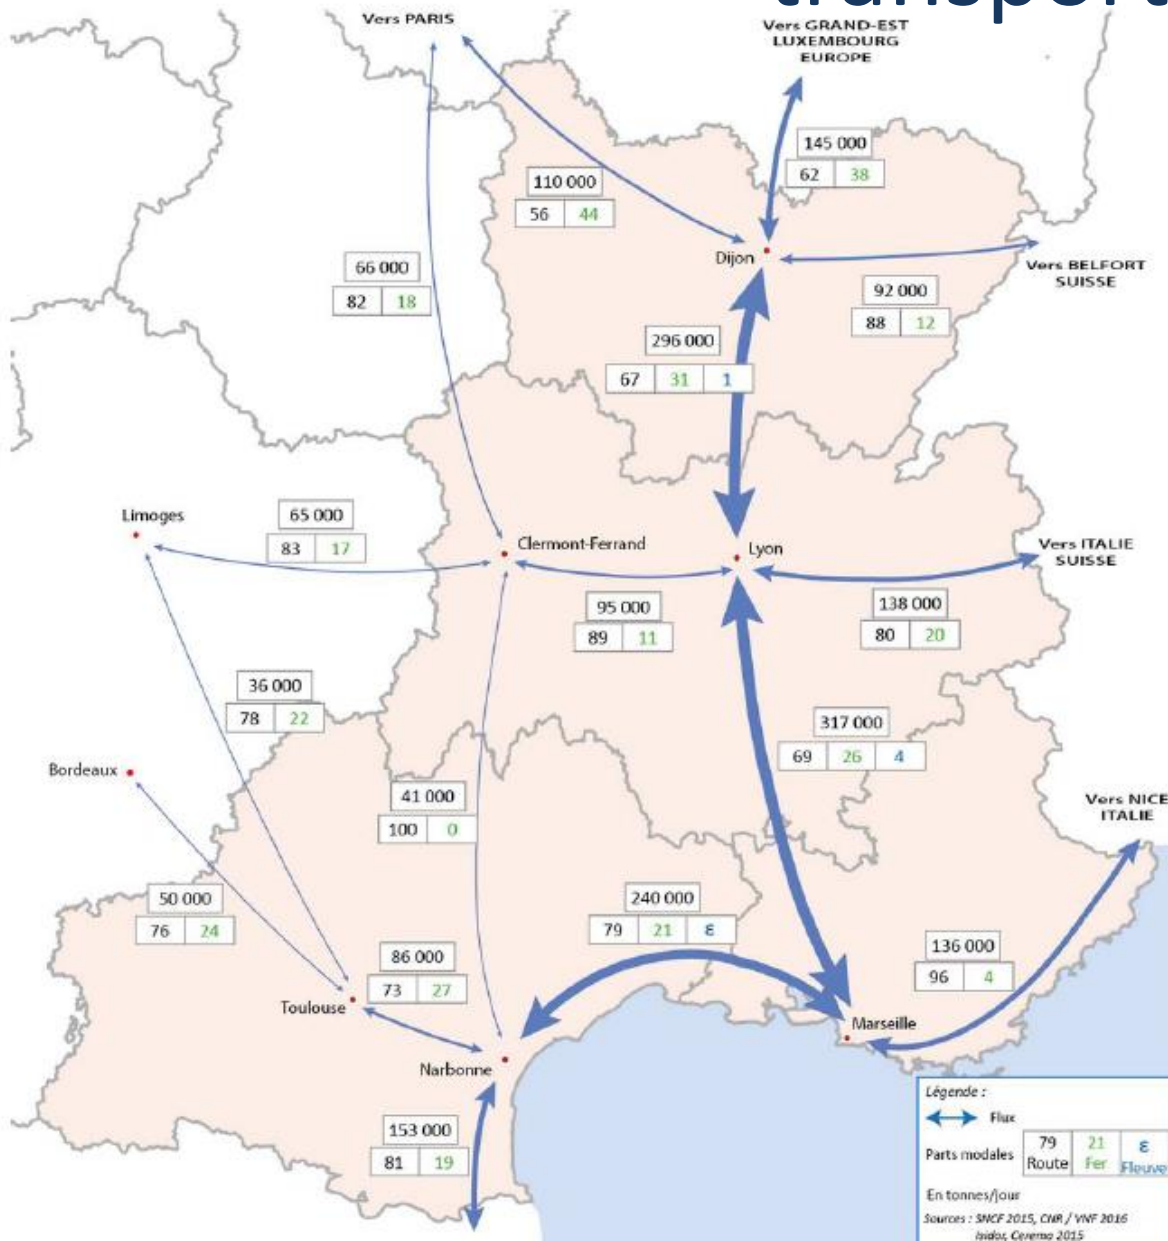 transport
Vers PARIS
Vers GRAND-EST
LUXEMBOURG
EUROPE
145 000
62 38
110 000
56 44
Dijon
Vers BELFORT
SUISSE
66 000
82 18
92 000
88 12
296 000
67 31 1
Limoges
65 000
83 17
Clermont-Ferrand
Lyon
Vers ITALIE
SUISSE
95 000
89 11
138 000
80 20
36 000
78 22
317 000
69 26 4
Bordeaux
41 000
100 0
Vers NICE
ITALIE
50 000
76 24
240 000
79 21 ε
86 000
73 27
136 000
96 4
Toulouse
Marseille
Narbonne
153 000
81 19
Légende :
Flux
Parts modales
79 21 ε
Route Fer Fleuve
En tonnes/jour
Sources : SNCF 2015, CNR / VNF 2016
Isidor, Cerema 2015